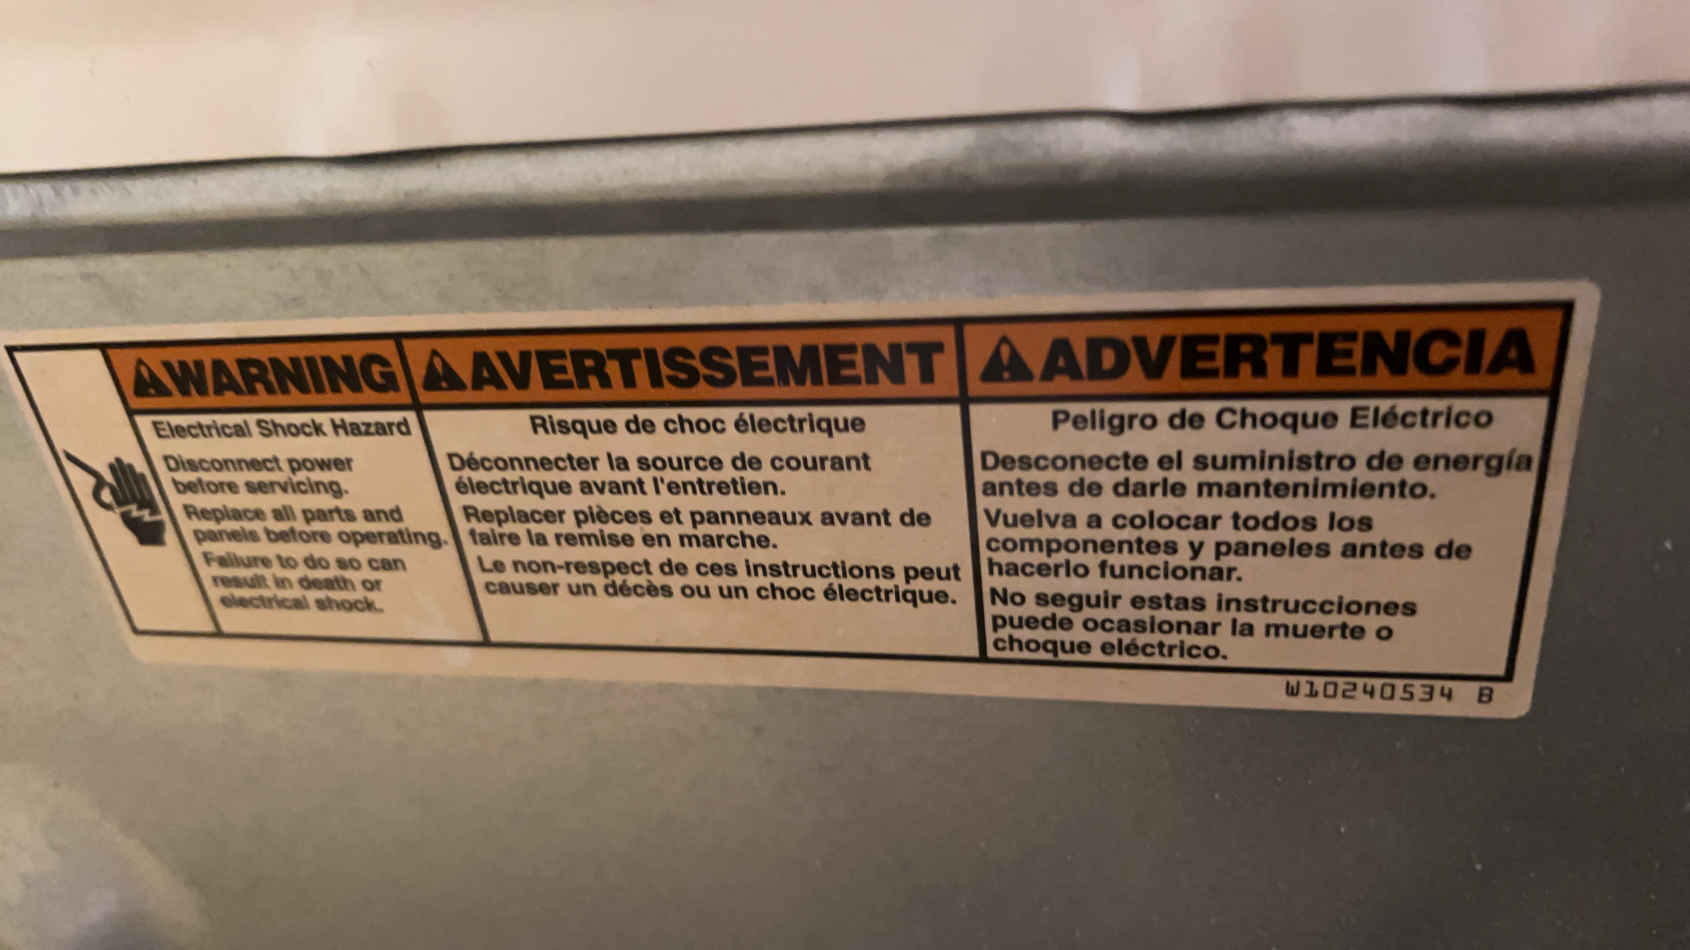 WARNING
Electrical Shock Hazard
Disconnect power
before servicing.
Replace all parts and
panels before operating.
Failure to do so can
result in death or
electrical shock.
AVERTISSEMENT
Risque de choc électrique
Déconnecter la source de courant
électrique avant l'entretien.
Replacer pièces et panneaux avant de
faire la remise en marche.
Le non-respect de ces instructions peut
causer un décès ou un choc électrique.
ADVERTENCIA
Peligro de Choque Eléctrico
Desconecte el suministro de energía
antes de darle mantenimiento.
Vuelva a colocar todos los
componentes y paneles antes de
hacerlo funcionar.
No seguir estas instrucciones
puede ocasionar la muerte o
choque eléctrico.
W10240534 B